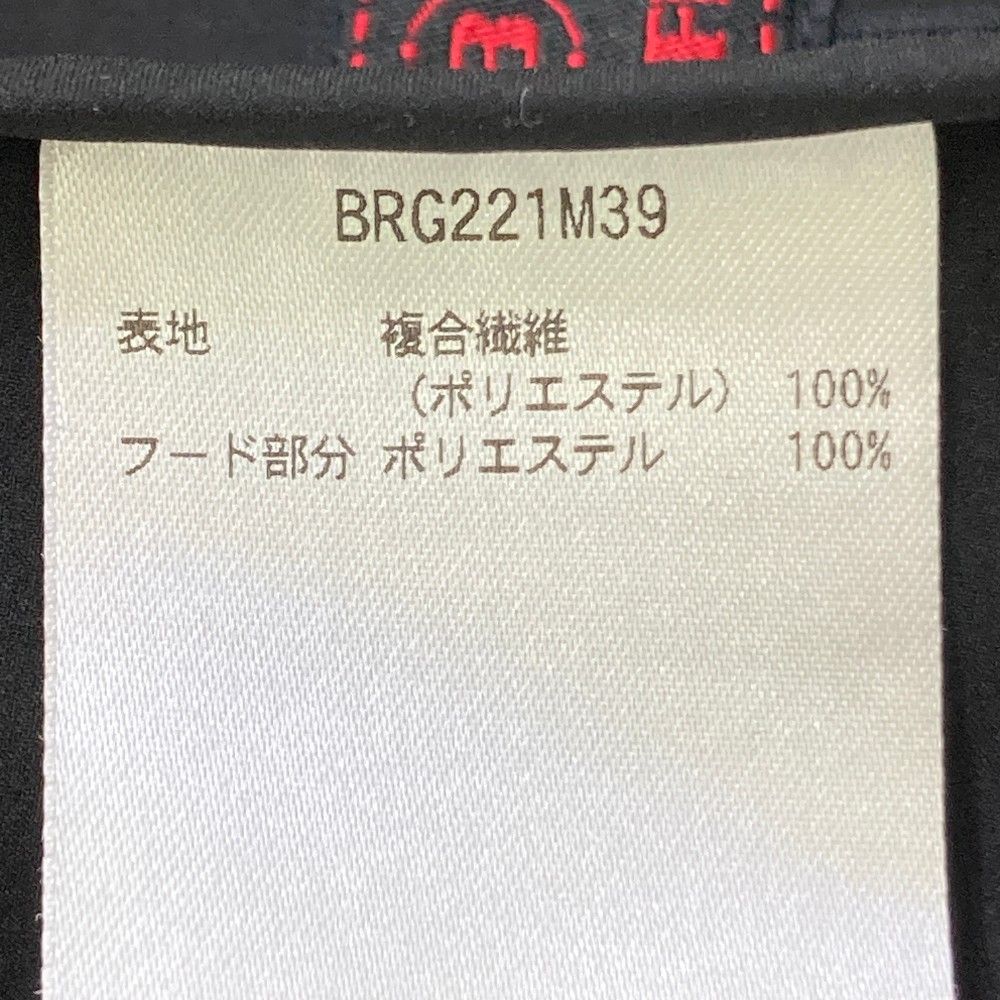 BRG221M39
表地 複合繊維
(ポリエステル) 100%
フード部分 ポリエステル 100%